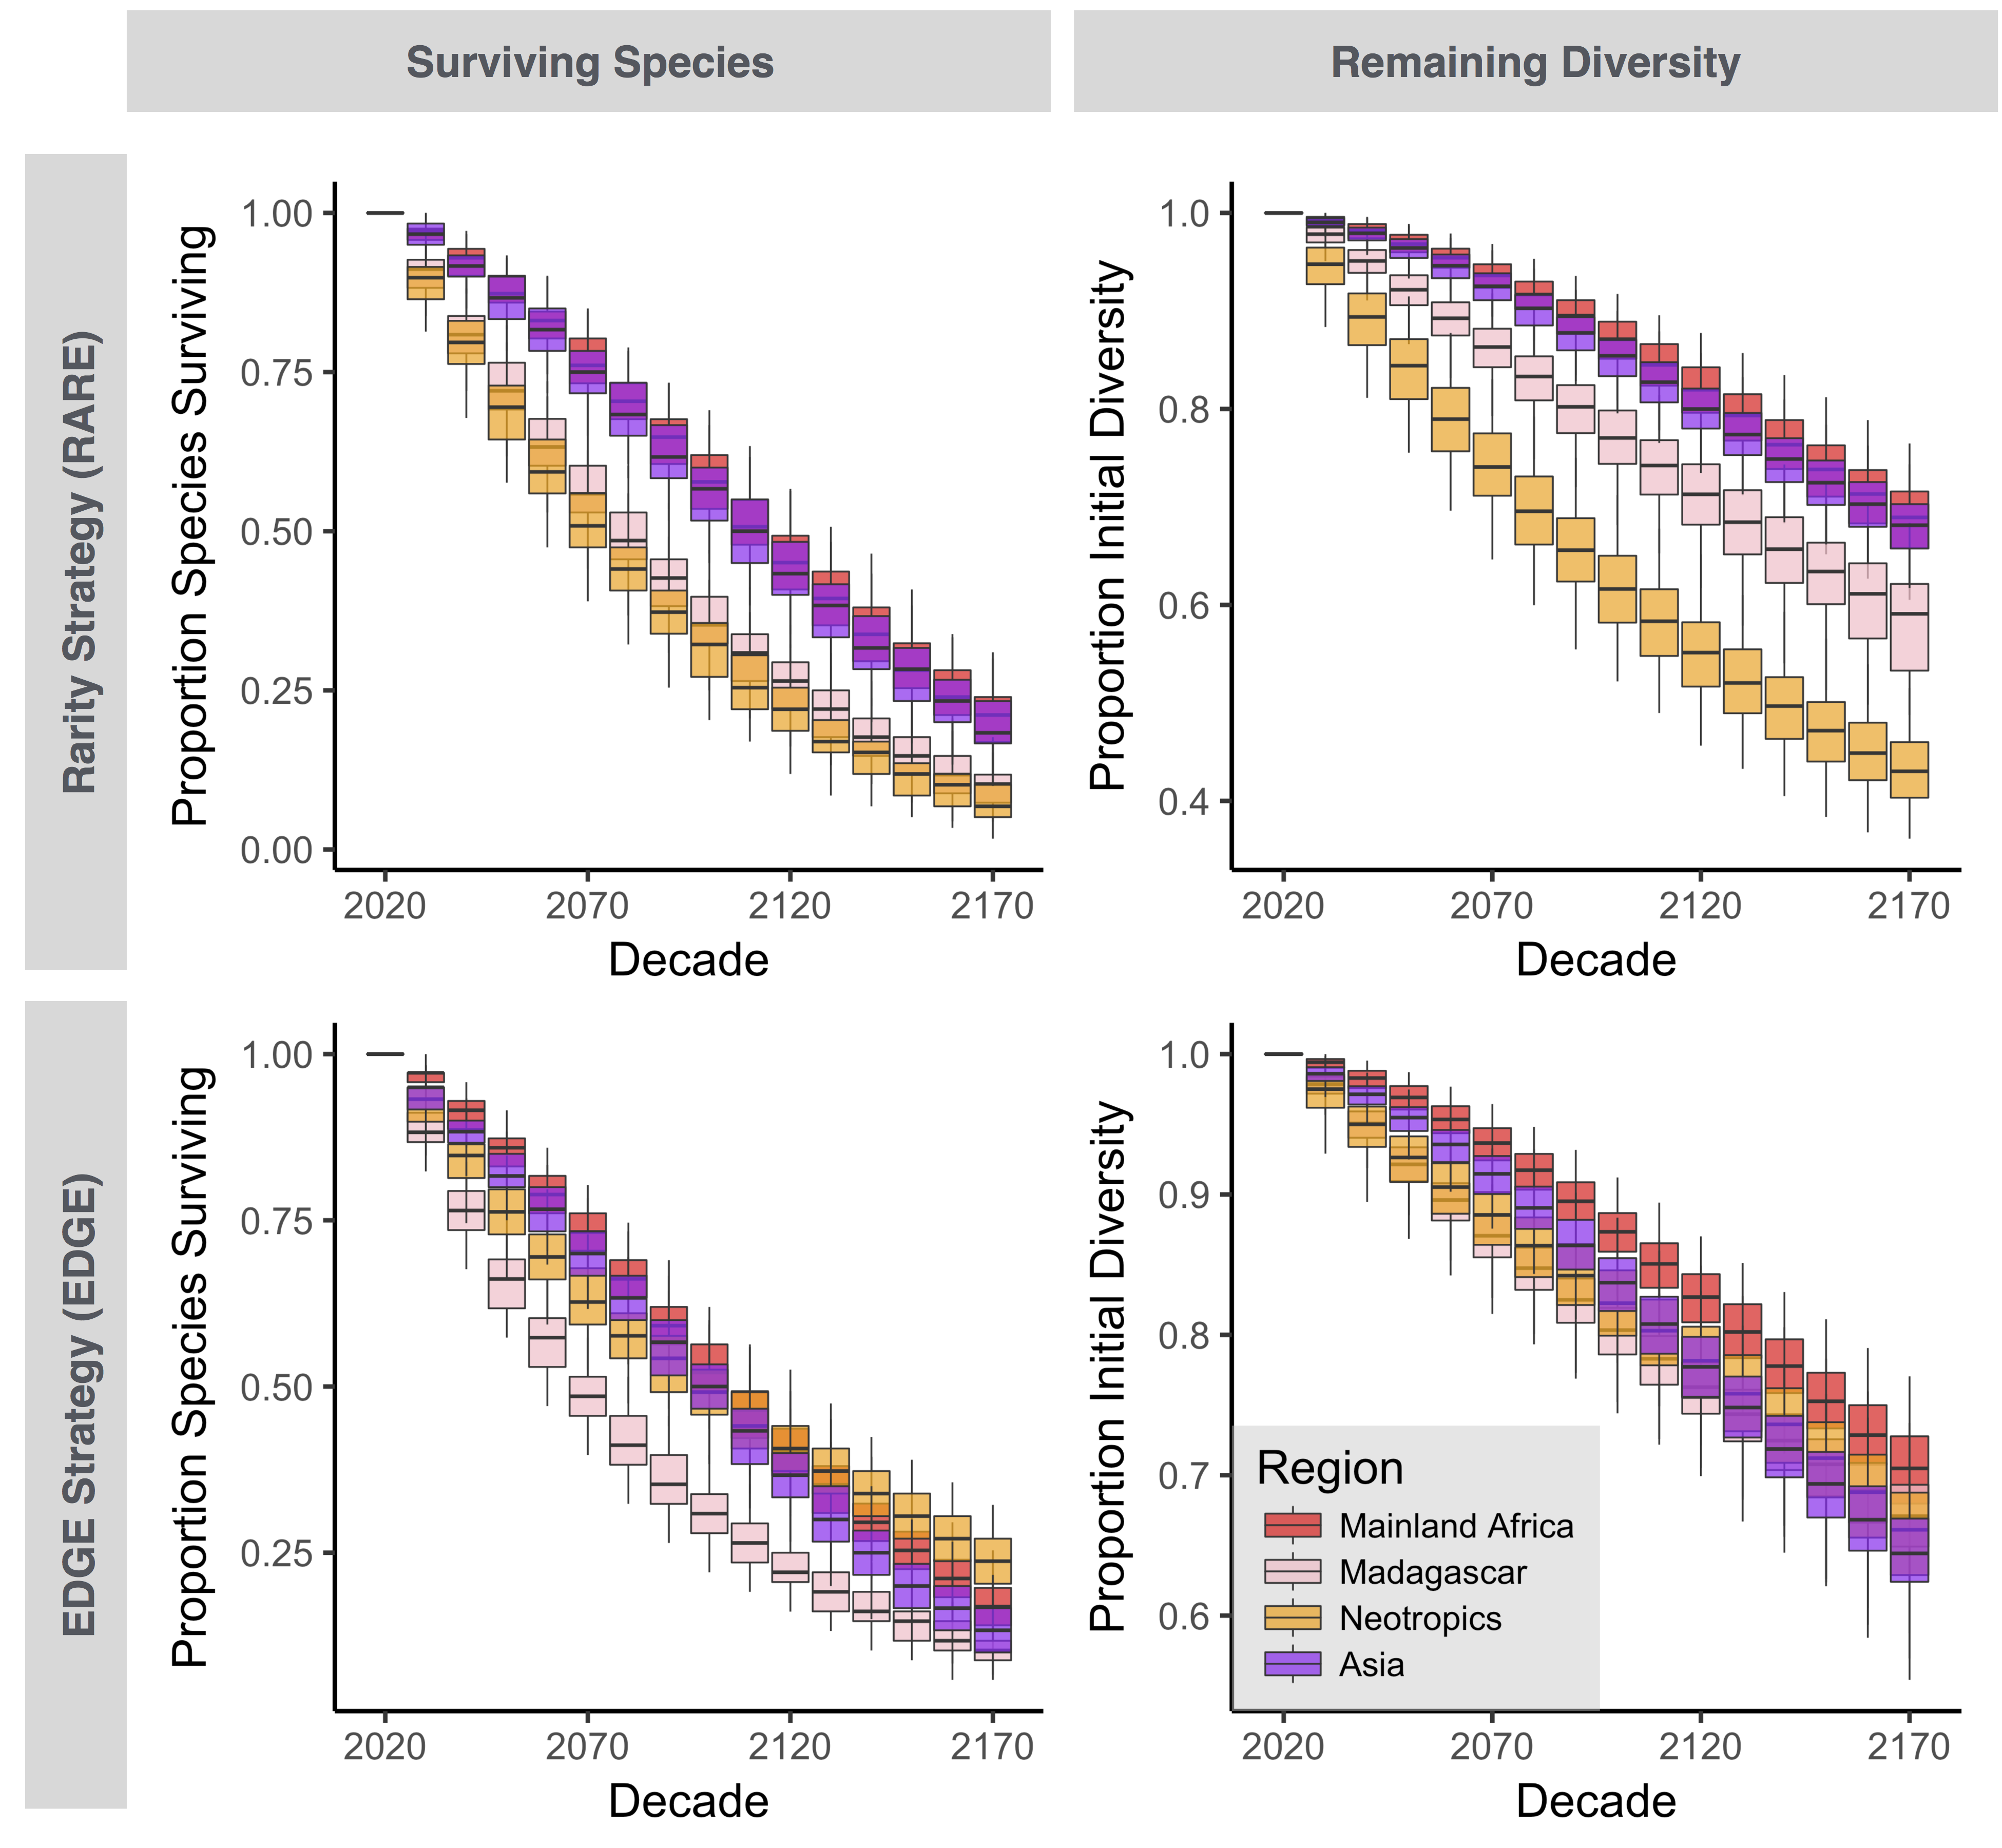 Surviving Species
Remaining Diversity
Rarity Strategy (RARE)
Proportion Species Surviving
1.00
0.75
0.50
0.25
0.00
2020 2070 2120 2170
Decade
Proportion Initial Diversity
1.0
0.8
0.6
0.4
2020 2070 2120 2170
Decade
EDGE Strategy (EDGE)
Proportion Species Surviving
1.00
0.75
0.50
0.25
2020 2070 2120 2170
Decade
Proportion Initial Diversity
1.0
0.9
0.8
0.7
0.6
Region
Mainland Africa
Madagascar
Neotropics
Asia
2020 2070 2120 2170
Decade